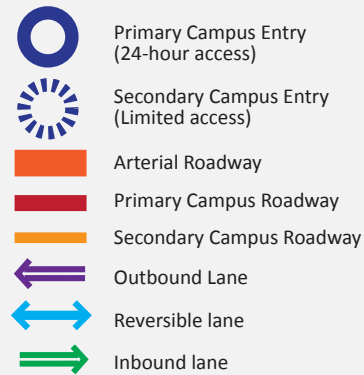 Primary Campus Entry
(24-hour access)
Secondary Campus Entry
(Limited access)
Arterial Roadway
Primary Campus Roadway
Secondary Campus Roadway
Outbound Lane
Reversible lane
Inbound lane